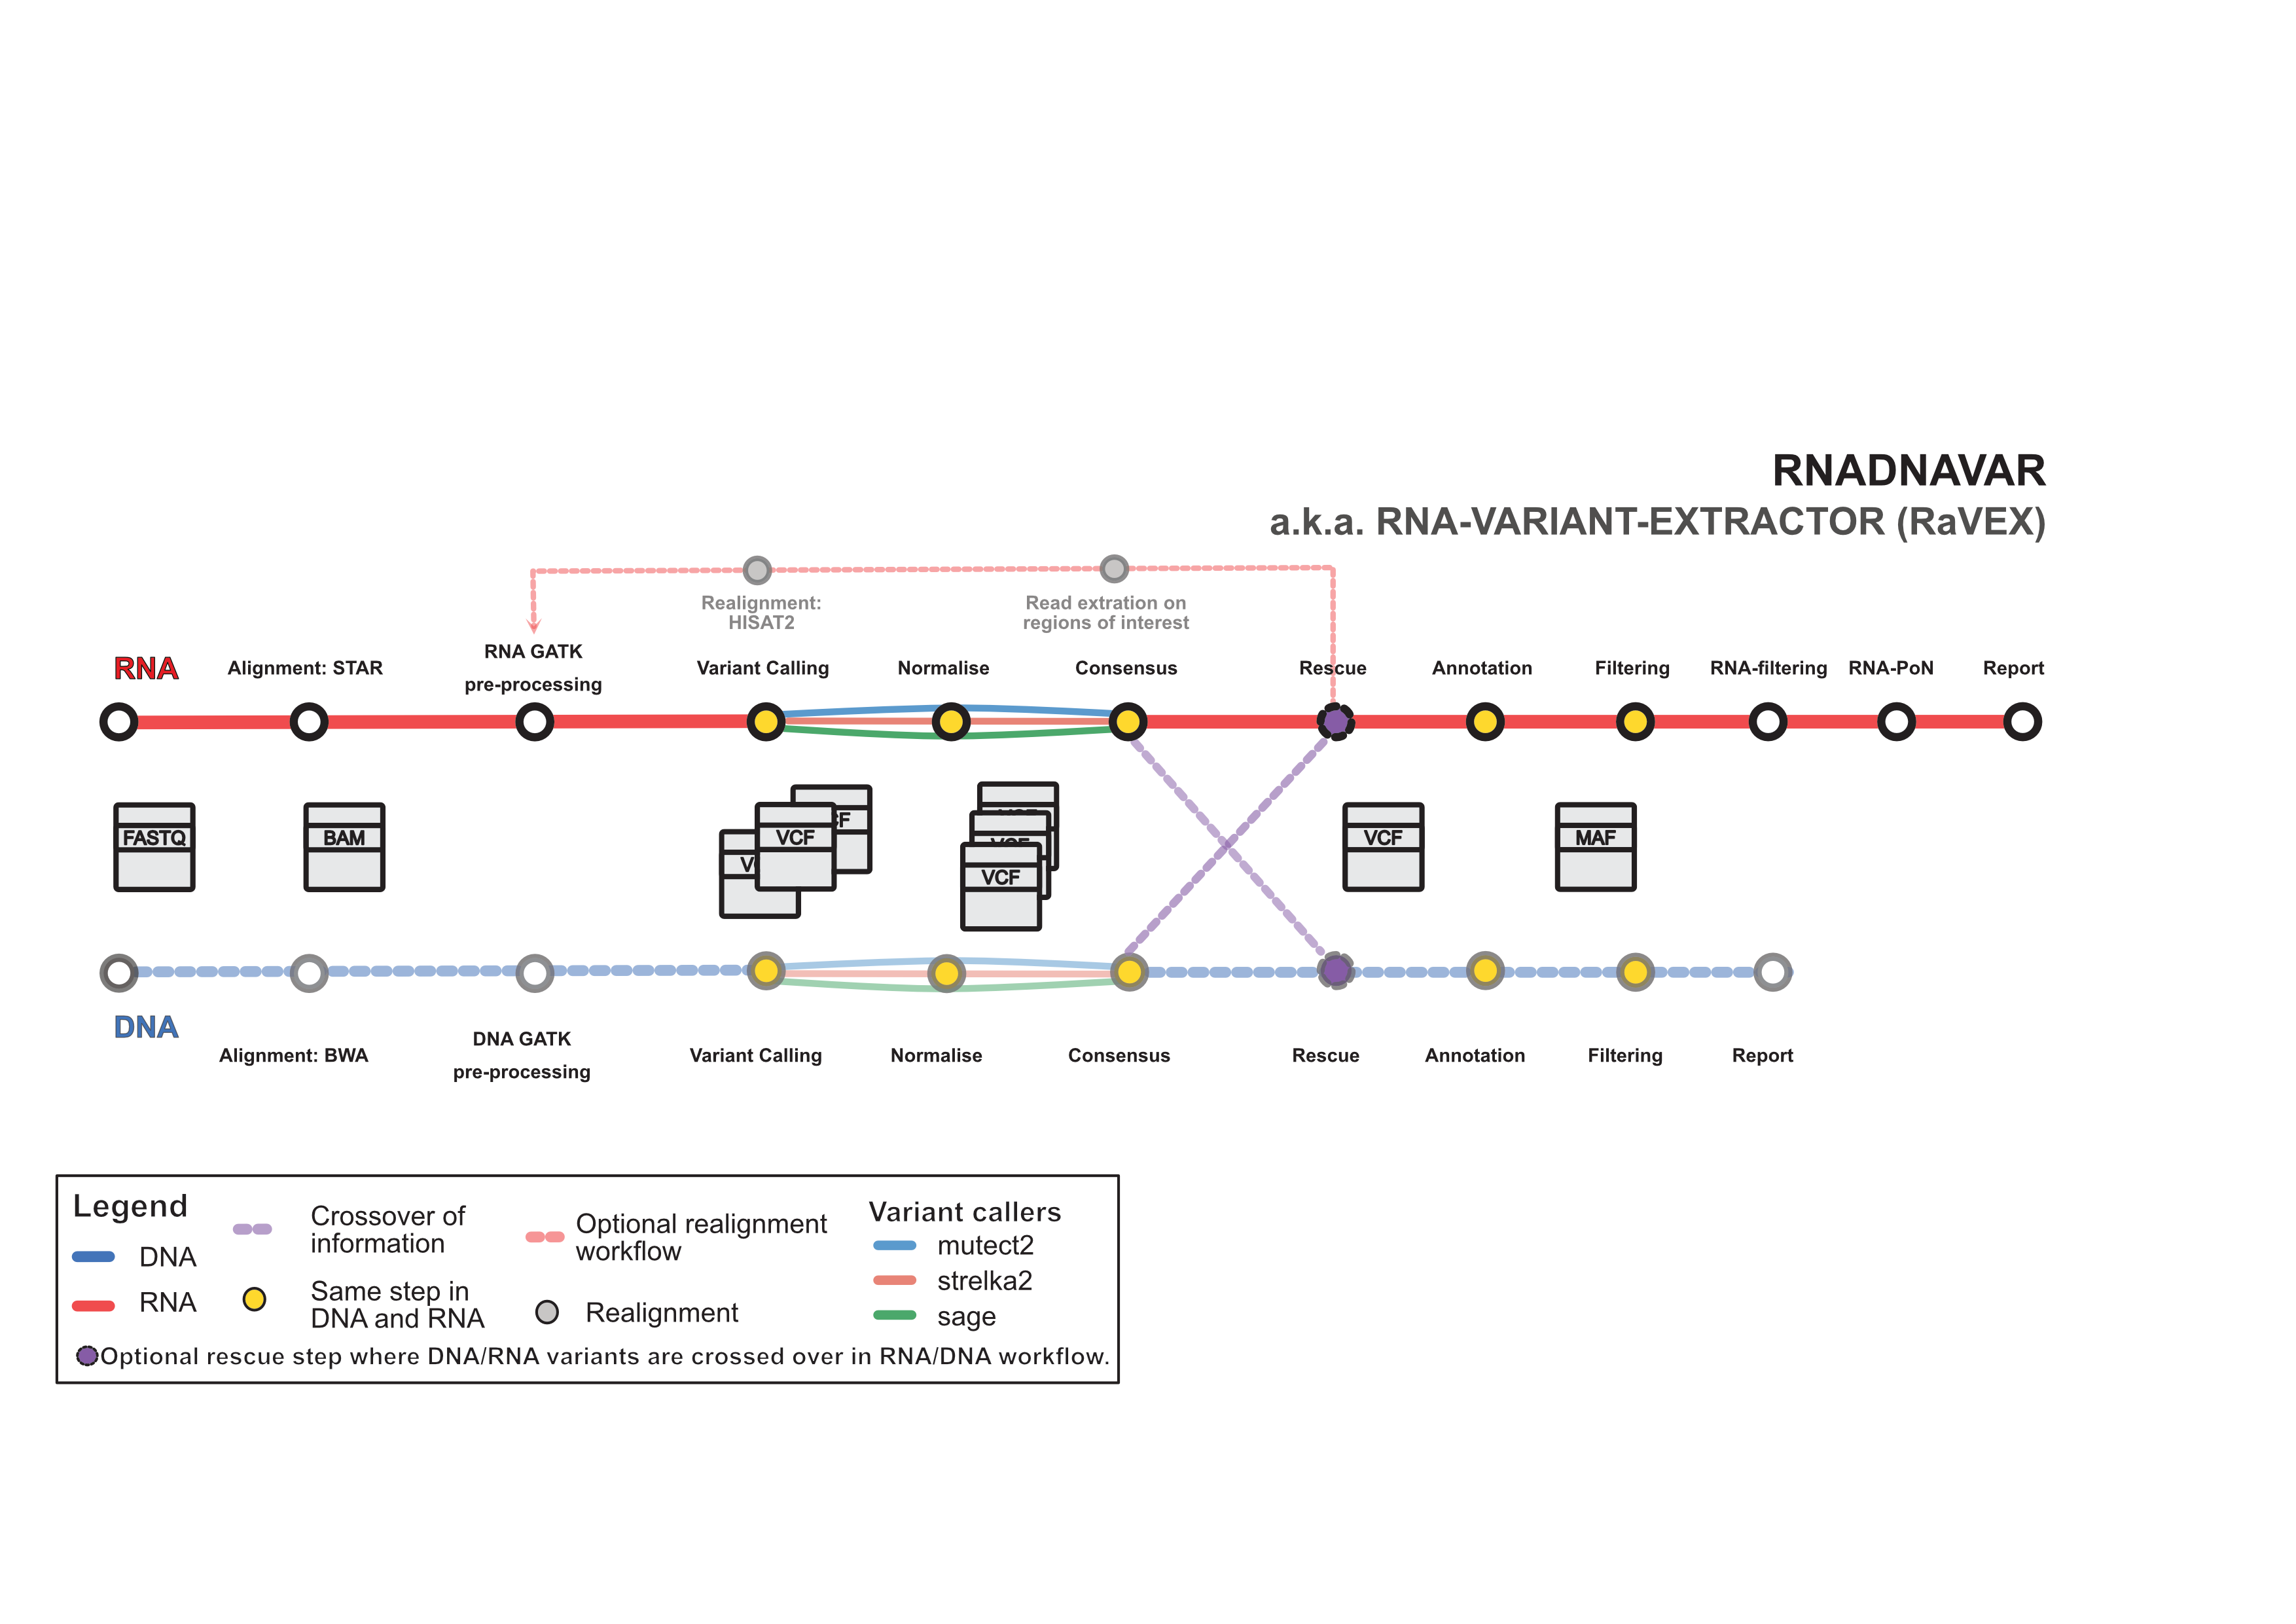 RNADNAVAR
a.k.a. RNA-VARIANT-EXTRACTOR (RaVEX)
Realignment:
HISAT2
Read extration on
regions of interest
RNA
Alignment: STAR
RNA GATK
pre-processing
Variant Calling
Normalise
Consensus
Rescue
Annotation
Filtering
RNA-filtering
RNA-PoN
Report
FASTQ
BAM
VCF
VCF
VCF
MAF
DNA
Alignment: BWA
DNA GATK
pre-processing
Variant Calling
Normalise
Consensus
Rescue
Annotation
Filtering
Report
Legend
DNA
RNA
Crossover of
information
Same step in
DNA and RNA
Optional realignment
workflow
Realignment
Variant callers
mutect2
strelka2
sage
Optional rescue step where DNA/RNA variants are crossed over in RNA/DNA workflow.